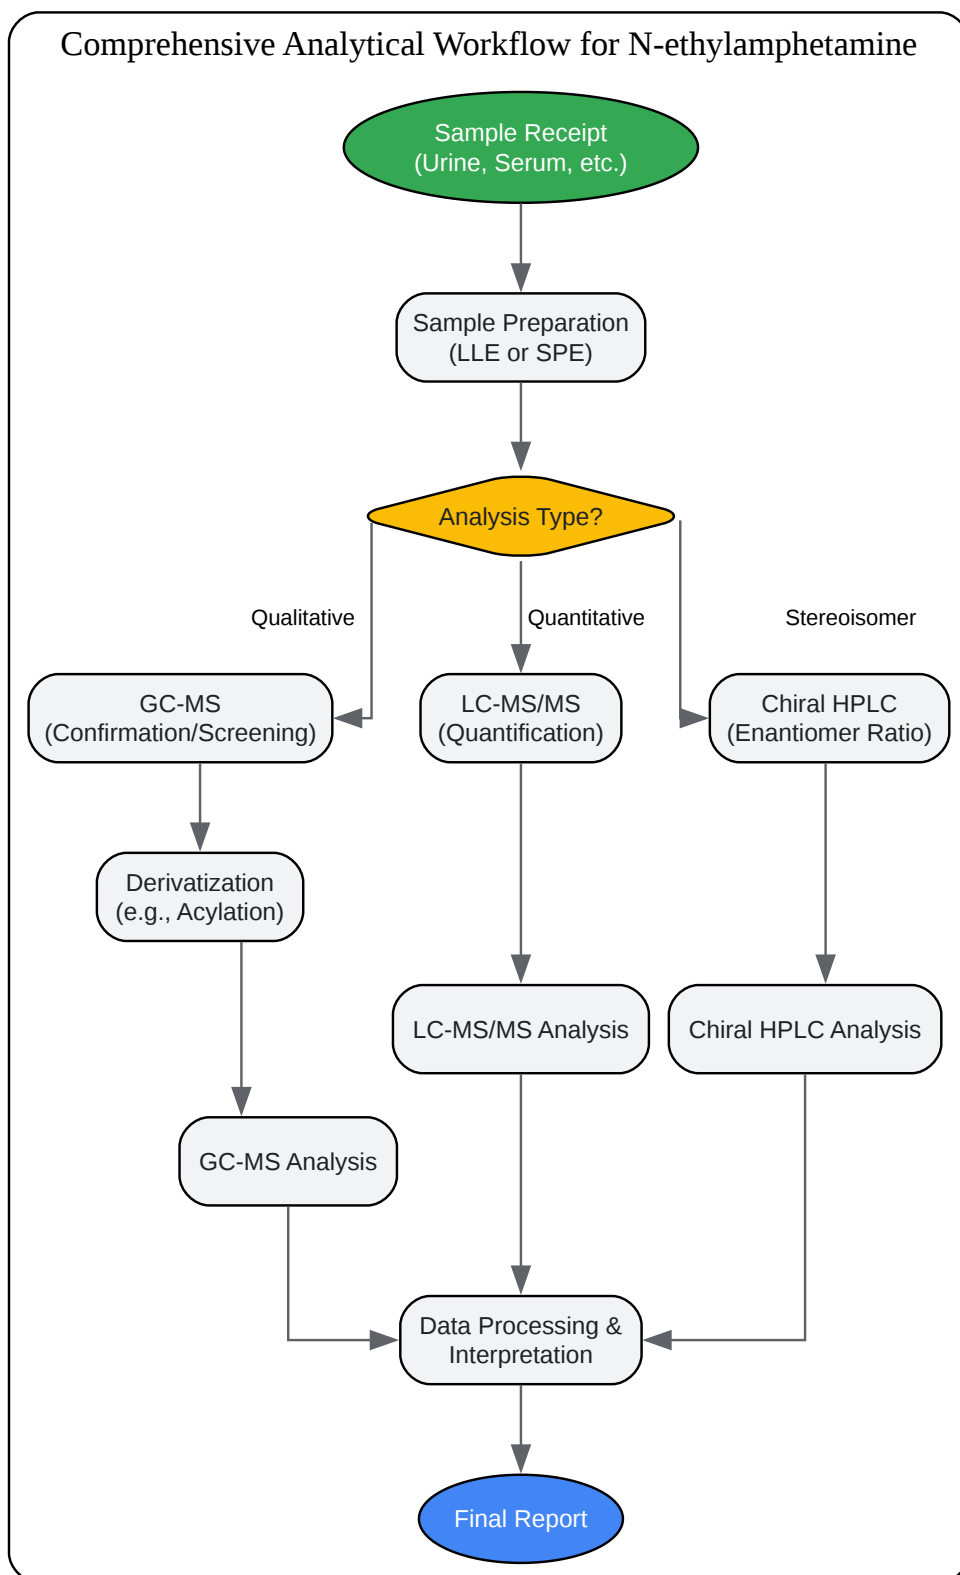 Comprehensive Analytical Workflow for N-ethylamphetamine
Sample Receipt
(Urine, Serum, etc.)
Sample Preparation
(LLE or SPE)
Analysis Type?
Qualitative
Quantitative
Stereoisomer
GC-MS
(Confirmation/Screening)
LC-MS/MS
(Quantification)
Chiral HPLC
(Enantiomer Ratio)
Derivatization
(e.g., Acylation)
LC-MS/MS Analysis
Chiral HPLC Analysis
GC-MS Analysis
Data Processing &
Interpretation
Final Report